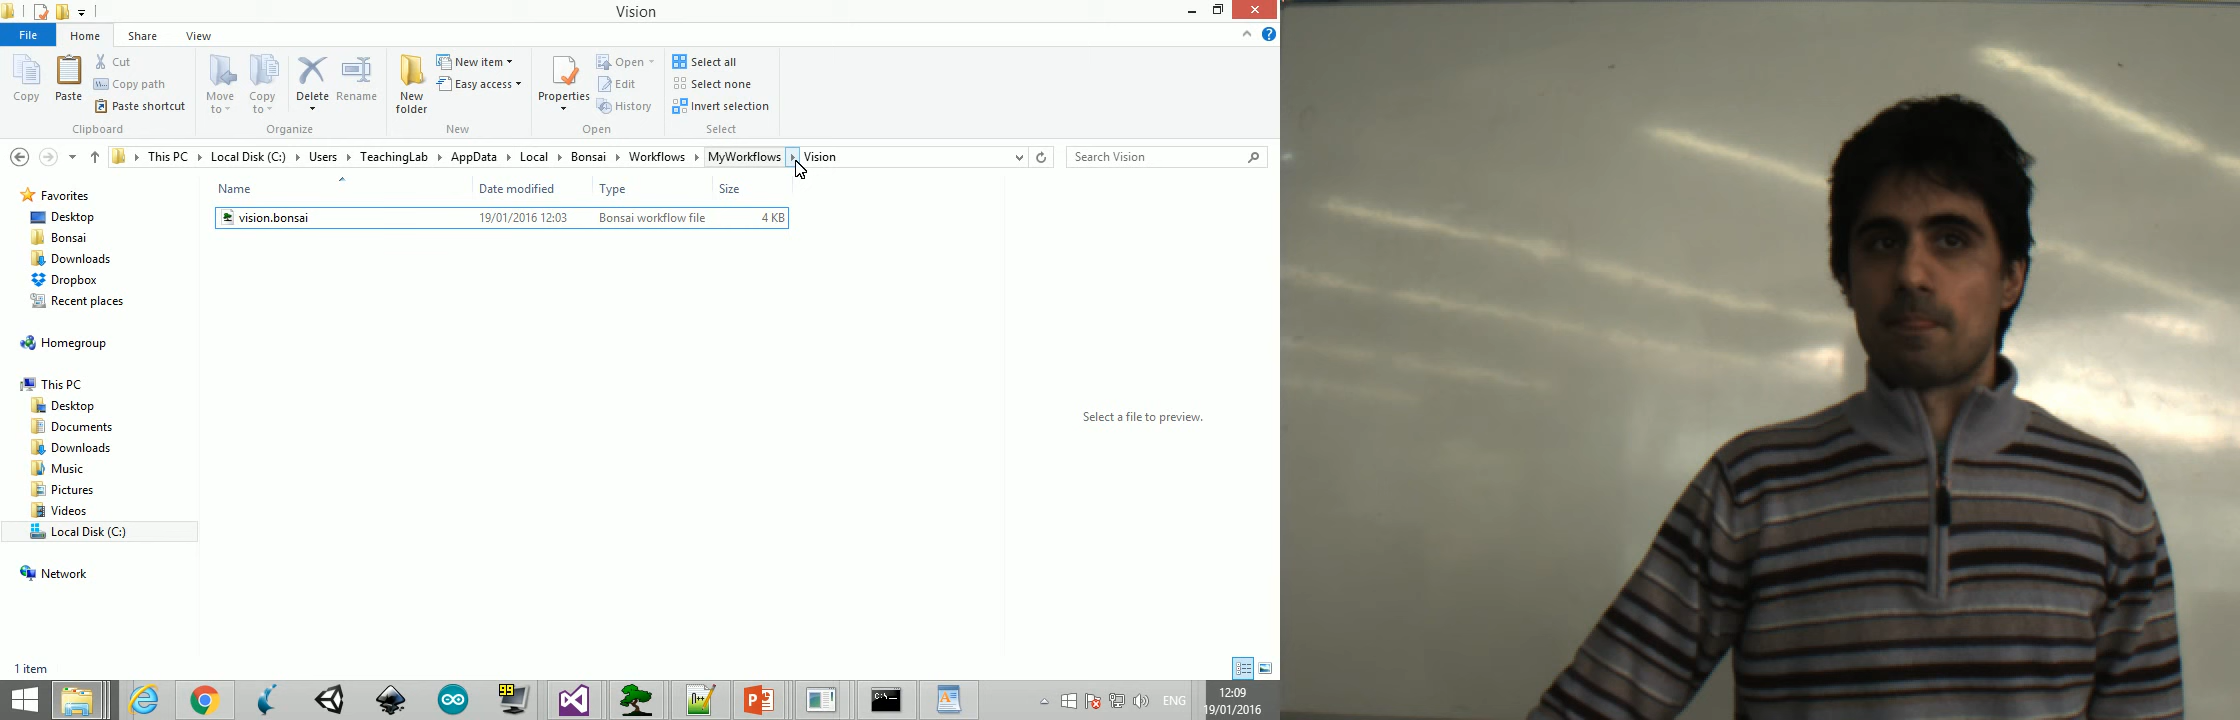 Vision
File Home Share View
Copy
Paste
Cut
Copy path
Paste shortcut
Clipboard
Move to
Copy to
Delete
Rename
Organize
New folder
New item
Easy access
New
Properties
Open
Edit
History
Open
Select all
Select none
Invert selection
Select
This PC Local Disk (C:) Users TeachingLab AppData Local Bonsai Workflows MyWorkflows Vision
Search Vision
Name Date modified Type Size
vision.bonsai 19/01/2016 12:03 Bonsai workflow file 4 KB
Favorites
Desktop
Bonsai
Downloads
Dropbox
Recent places
Homegroup
This PC
Desktop
Documents
Downloads
Music
Pictures
Videos
Local Disk (C:)
Network
Select a file to preview.
1 item
99
ENG
12:09
19/01/2016